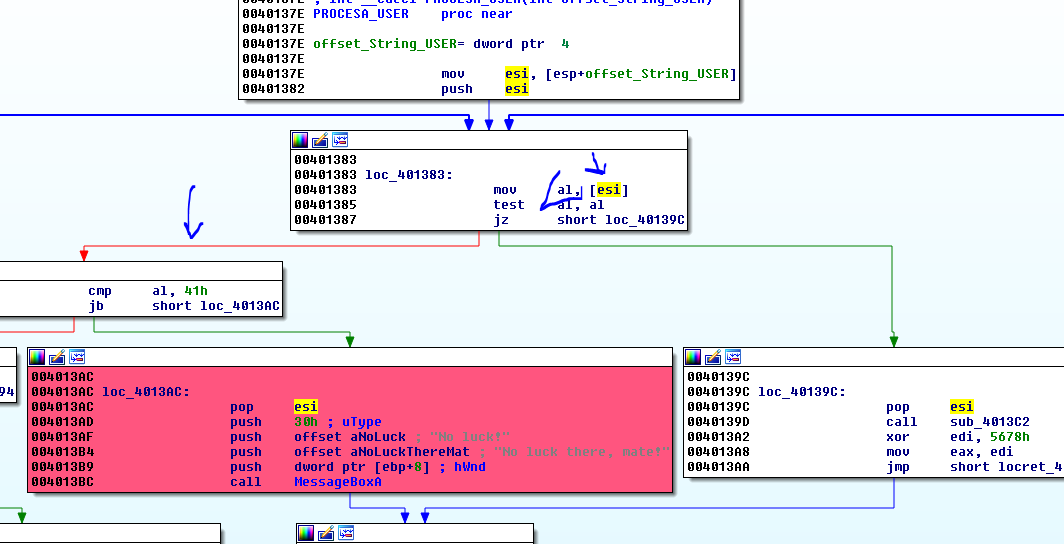 0040137E ; int __cdecl PROCESA_USER(int offset_String_USER)
0040137E PROCESA_USER proc near
0040137E
0040137E offset_String_USER= dword ptr 4
0040137E
0040137E mov esi, [esp+offset_String_USER]
00401382 push esi
00401383
00401383 loc_401383:
00401383 mov al, [esi]
00401385 test al, al
00401387 jz short loc_40139C
cmp al, 41h
jb short loc_4013AC
94
004013AC
004013AC loc_4013AC:
004013AC pop esi
004013AD push 30h ; uType
004013AF push offset aNoLuck ; "No luck!"
004013B4 push offset aNoLuckThereMat ; "No luck there, mate!"
004013B9 push dword ptr [ebp+8] ; hWnd
004013BC call MessageBoxA
0040139C
0040139C loc_40139C:
0040139C pop esi
0040139D call sub_4013C2
004013A2 xor edi, 5678h
004013A8 mov eax, edi
004013AA jmp short locret_4